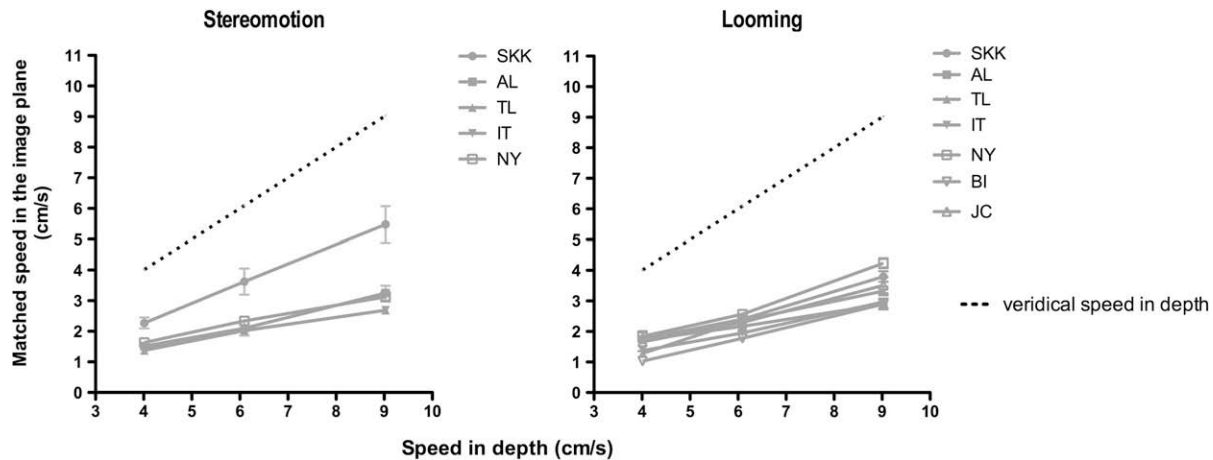 Stereomotion
Looming
Matched speed in the image plane
(cm/s)
11
10
9
8
7
6
5
4
3
2
1
0
3 4 5 6 7 8 9 10
SKK
AL
TL
IT
NY
11
10
9
8
7
6
5
4
3
2
1
0
3 4 5 6 7 8 9 10
SKK
AL
TL
IT
NY
BI
JC
veridical speed in depth
Speed in depth (cm/s)